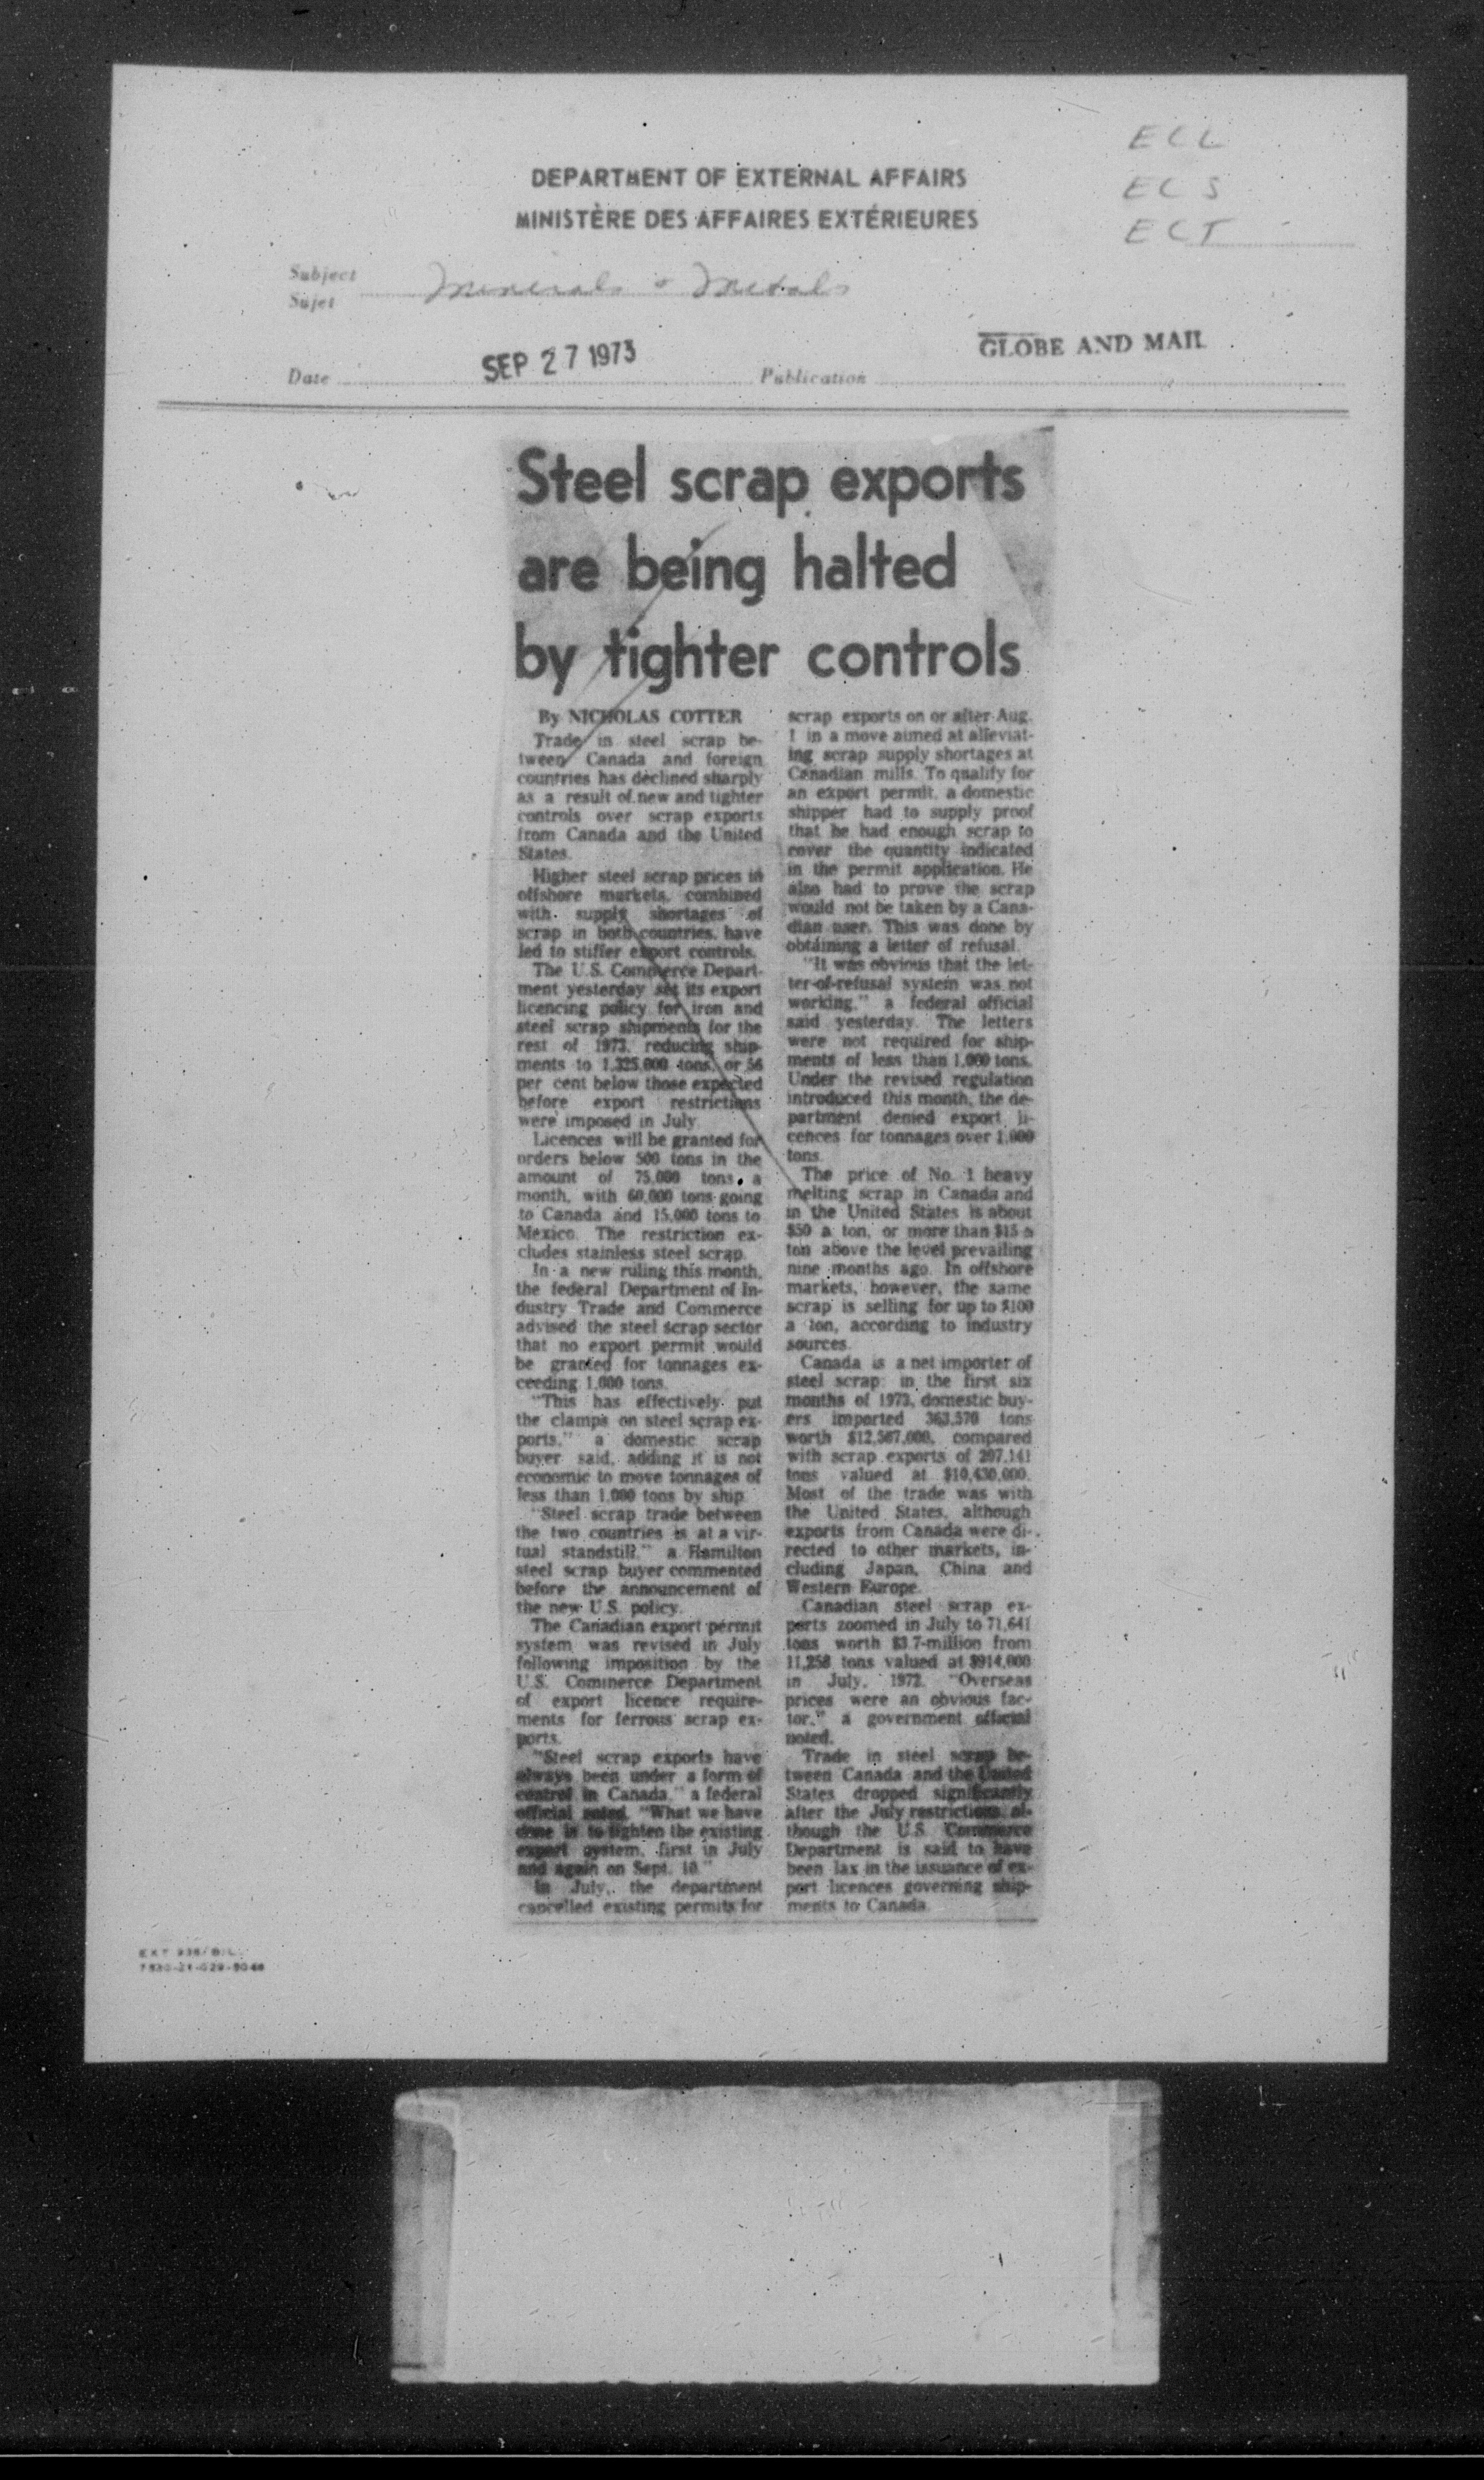 ECL
ECS
ECT
DEPARTMENT OF EXTERNAL AFFAIRS
MINISTÈRE DES AFFAIRES EXTÉRIEURES
Subject
Sujet
Minerals & Metals
GLOBE AND MAIL
SEP 27 1973
Date
Publication
Steel scrap exports
are being halted
by tighter controls
By NICHOLAS COTTER
Trade in steel scrap be-
tween Canada and foreign
countries has declined sharply
as a result of new and tighter
controls over scrap exports
from Canada and the United
States.
Higher steel scrap prices in
offshore markets, combined
with supply shortages of
scrap in both countries, have
led to stiffer export controls.
The U.S. Commerce Depart-
ment yesterday set its export
licencing policy for iron and
steel scrap shipments for the
rest of 1973, reducing ship-
ments to 1,325,000 tons, or 56
per cent below those expected
before export restrictions
were imposed in July.
Licences will be granted for
orders below 500 tons in the
amount of 75,000 tons a
month, with 60,000 tons going
to Canada and 15,000 tons to
Mexico. The restriction ex-
cludes stainless steel scrap.
In a new ruling this month,
the federal Department of In-
dustry Trade and Commerce
advised the steel scrap sector
that no export permit would
be granted for tonnages ex-
ceeding 1,000 tons.
"This has effectively put
the clamps on steel scrap ex-
ports," a domestic scrap
buyer said, adding it is not
economic to move tonnages of
less than 1,000 tons by ship.
"Steel scrap trade between
the two countries is at a vir-
tual standstill," a Hamilton
steel scrap buyer commented
before the announcement of
the new U.S. policy.
The Canadian export permit
system was revised in July
following imposition by the
U.S. Commerce Department
of export licence require-
ments for ferrous scrap ex-
ports.
"Steel scrap exports have
always been under a form of
control in Canada," a federal
official noted. "What we have
done is to tighten the existing
export system, first in July
and again on Sept. 10."
In July, the department
cancelled existing permits for
scrap exports on or after Aug.
1 in a move aimed at alleviat-
ing scrap supply shortages at
Canadian mills. To qualify for
an export permit, a domestic
shipper had to supply proof
that he had enough scrap to
cover the quantity indicated
in the permit application. He
also had to prove the scrap
would not be taken by a Cana-
dian user. This was done by
obtaining a letter of refusal.
"It was obvious that the let-
ter-of-refusal system was not
working," a federal official
said yesterday. The letters
were not required for ship-
ments of less than 1,000 tons.
Under the revised regulation
introduced this month, the de-
partment denied export li-
cences for tonnages over 1,000
tons.
The price of No. 1 heavy
melting scrap in Canada and
in the United States is about
$50 a ton, or more than $15 a
ton above the level prevailing
nine months ago. In offshore
markets, however, the same
scrap is selling for up to $100
a ton, according to industry
sources.
Canada is a net importer of
steel scrap; in the first six
months of 1973, domestic buy-
ers imported 363,570 tons
worth $12,567,000, compared
with scrap exports of 207,141
tons valued at $10,430,000.
Most of the trade was with
the United States, although
exports from Canada were di-
rected to other markets, in-
cluding Japan, China and
Western Europe.
Canadian steel scrap ex-
ports zoomed in July to 71,641
tons worth $3.7-million from
11,258 tons valued at $914,000
in July, 1972. "Overseas
prices were an obvious fac-
tor," a government official
noted.
Trade in steel scrap be-
tween Canada and the United
States dropped significantly
after the July restrictions, al-
though the U.S. Commerce
Department is said to have
been lax in the issuance of ex-
port licences governing ship-
ments to Canada.